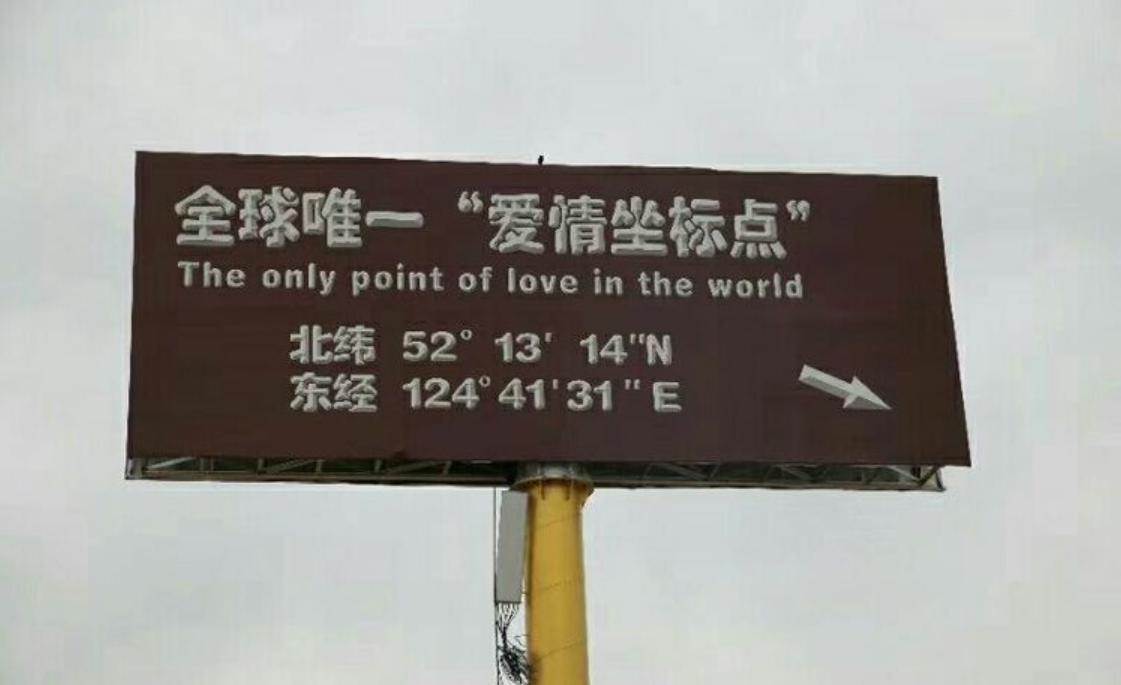 全球唯一 “爱情坐标点”
The only point of love in the world
北纬 52° 13' 14"N
东经 124°41'31"E